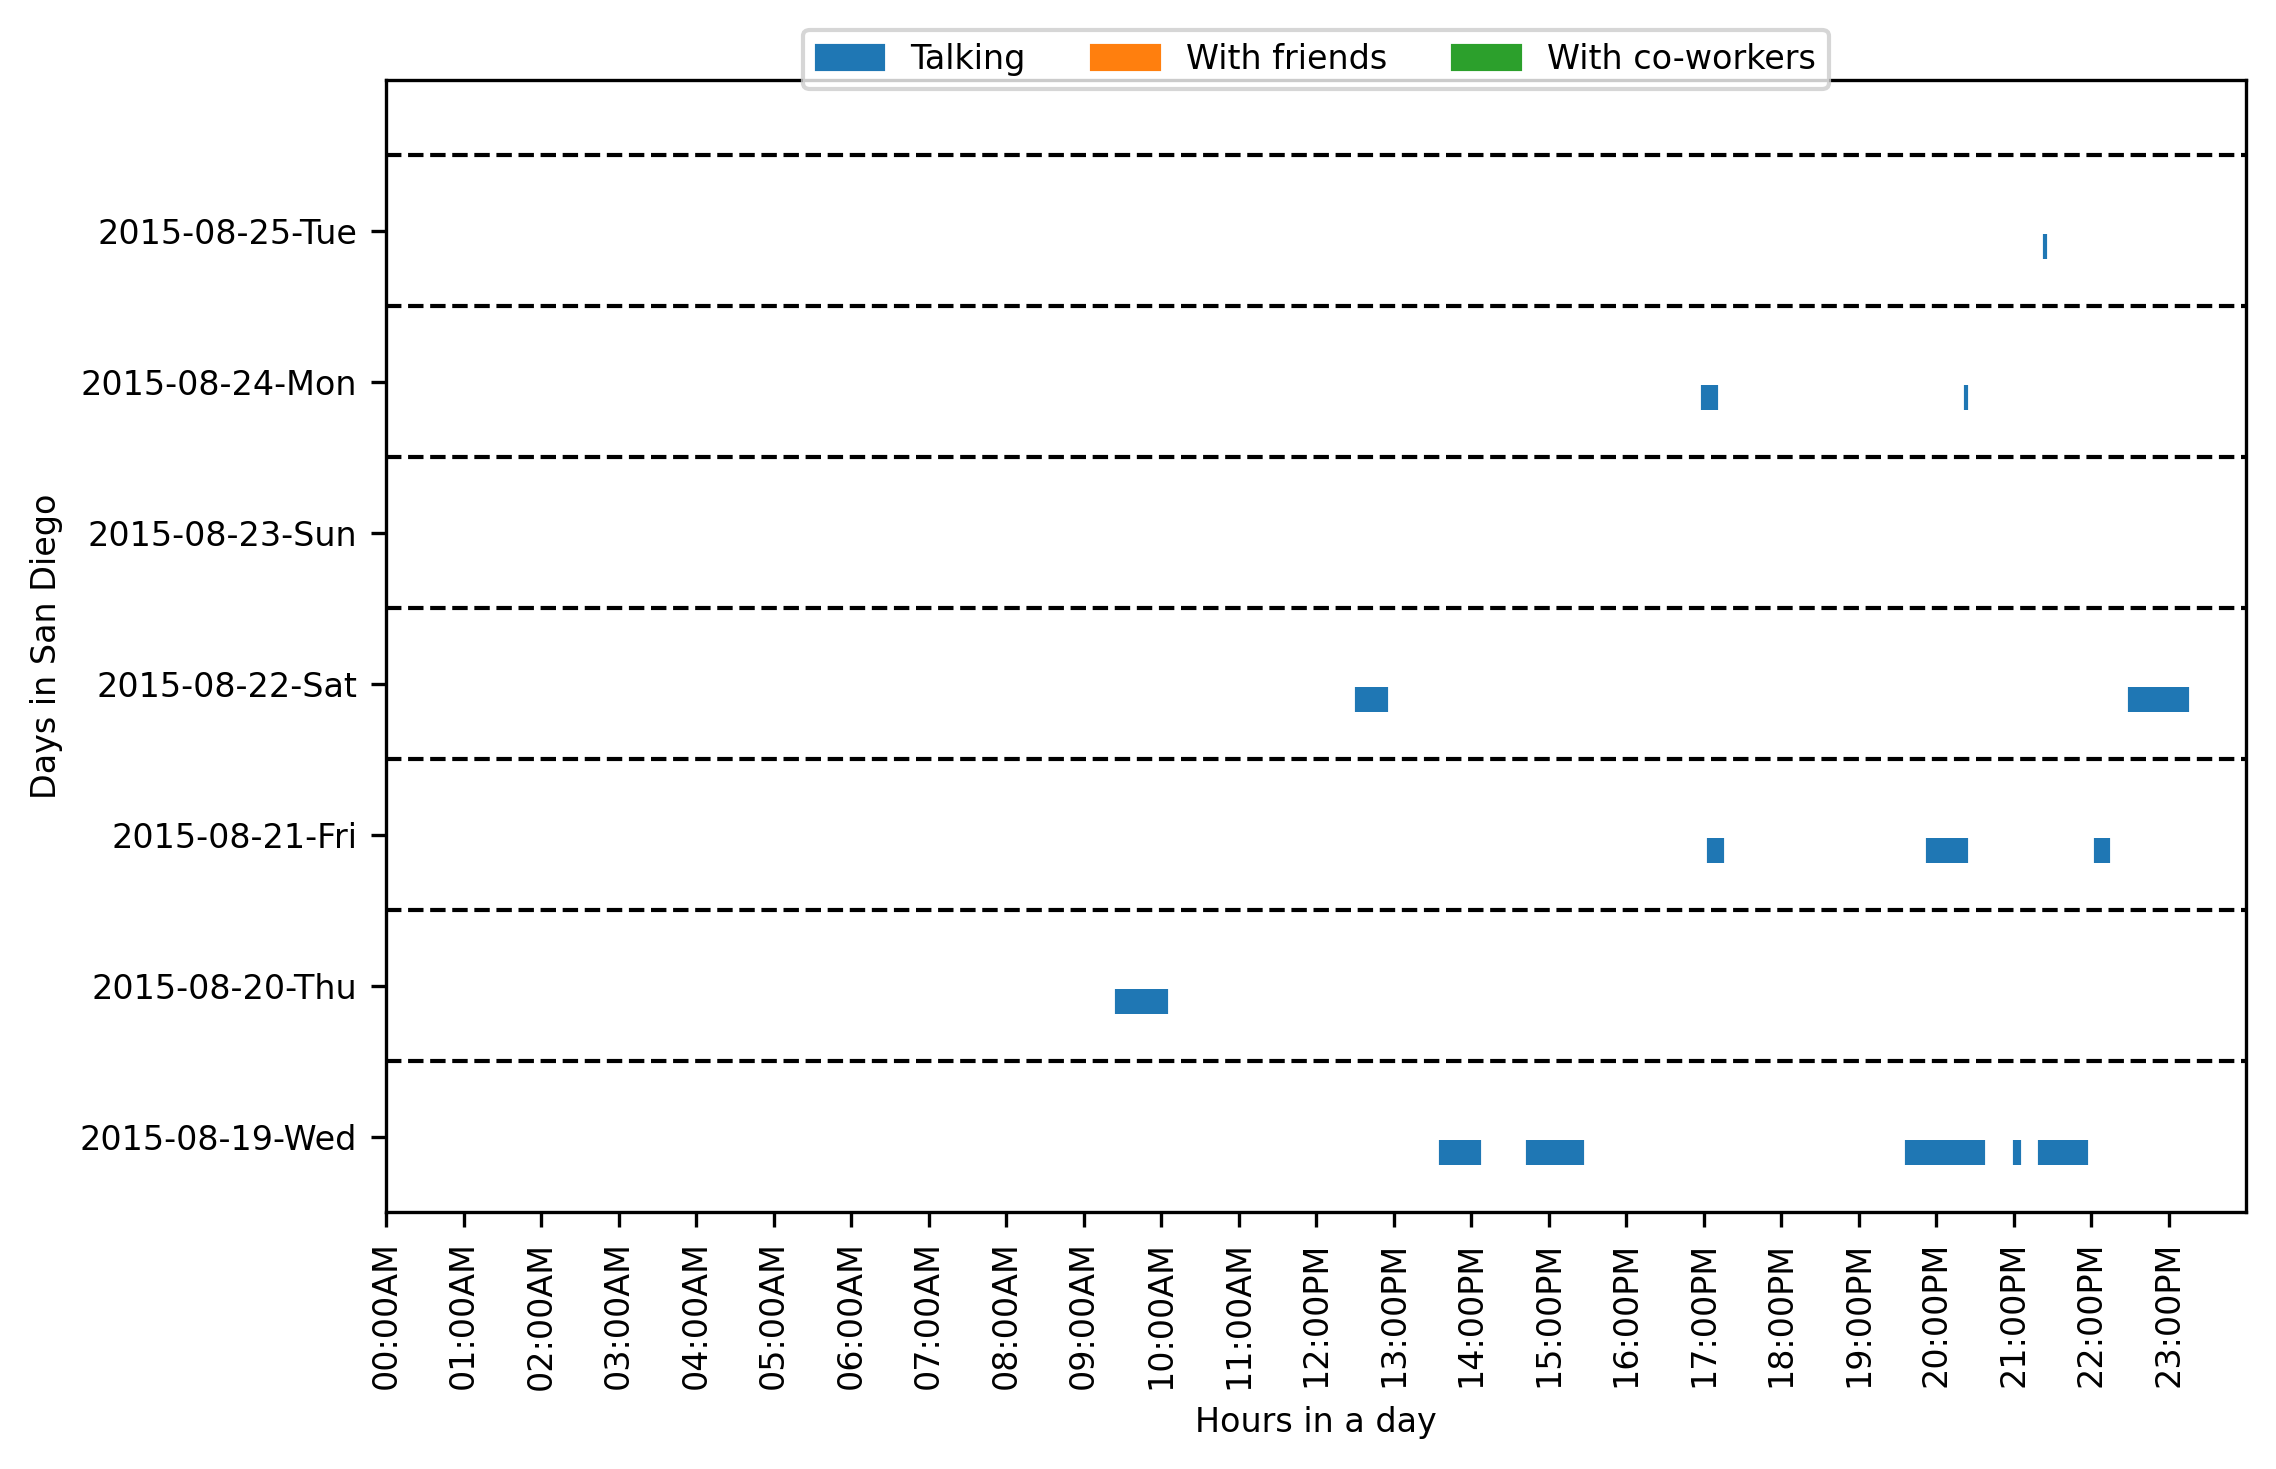 Talking With friends With co-workers
2015-08-25-Tue
2015-08-24-Mon
2015-08-23-Sun
2015-08-22-Sat
2015-08-21-Fri
2015-08-20-Thu
2015-08-19-Wed
Days in San Diego
00:00AM
01:00AM
02:00AM
03:00AM
04:00AM
05:00AM
06:00AM
07:00AM
08:00AM
09:00AM
10:00AM
11:00AM
12:00PM
13:00PM
14:00PM
15:00PM
16:00PM
17:00PM
18:00PM
19:00PM
20:00PM
21:00PM
22:00PM
23:00PM
Hours in a day